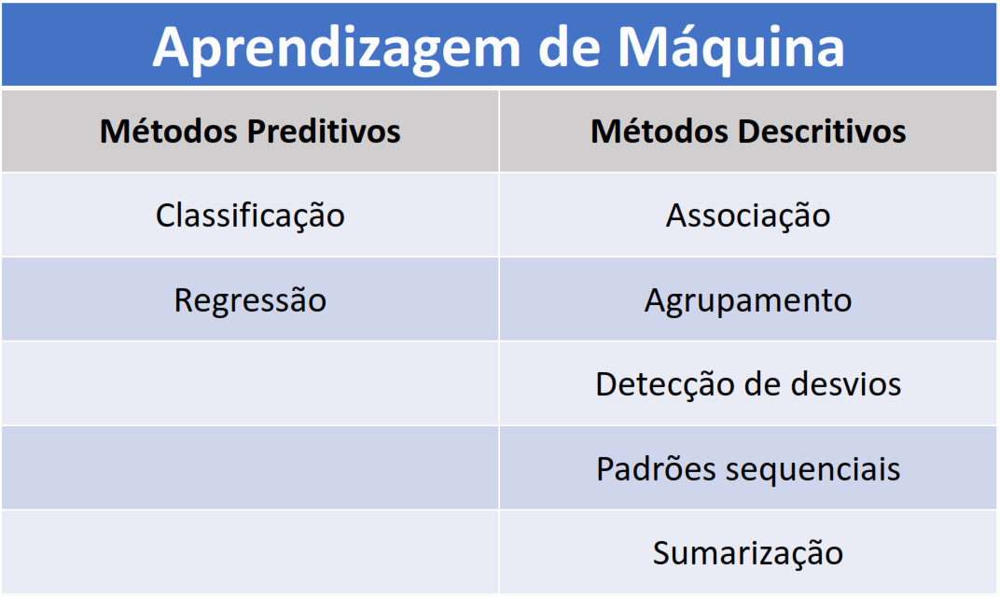 Aprendizagem de Máquina
Métodos Preditivos Métodos Descritivos
Classificação Associação
Regressão Agrupamento
Detecção de desvios
Padrões sequenciais
Sumarização